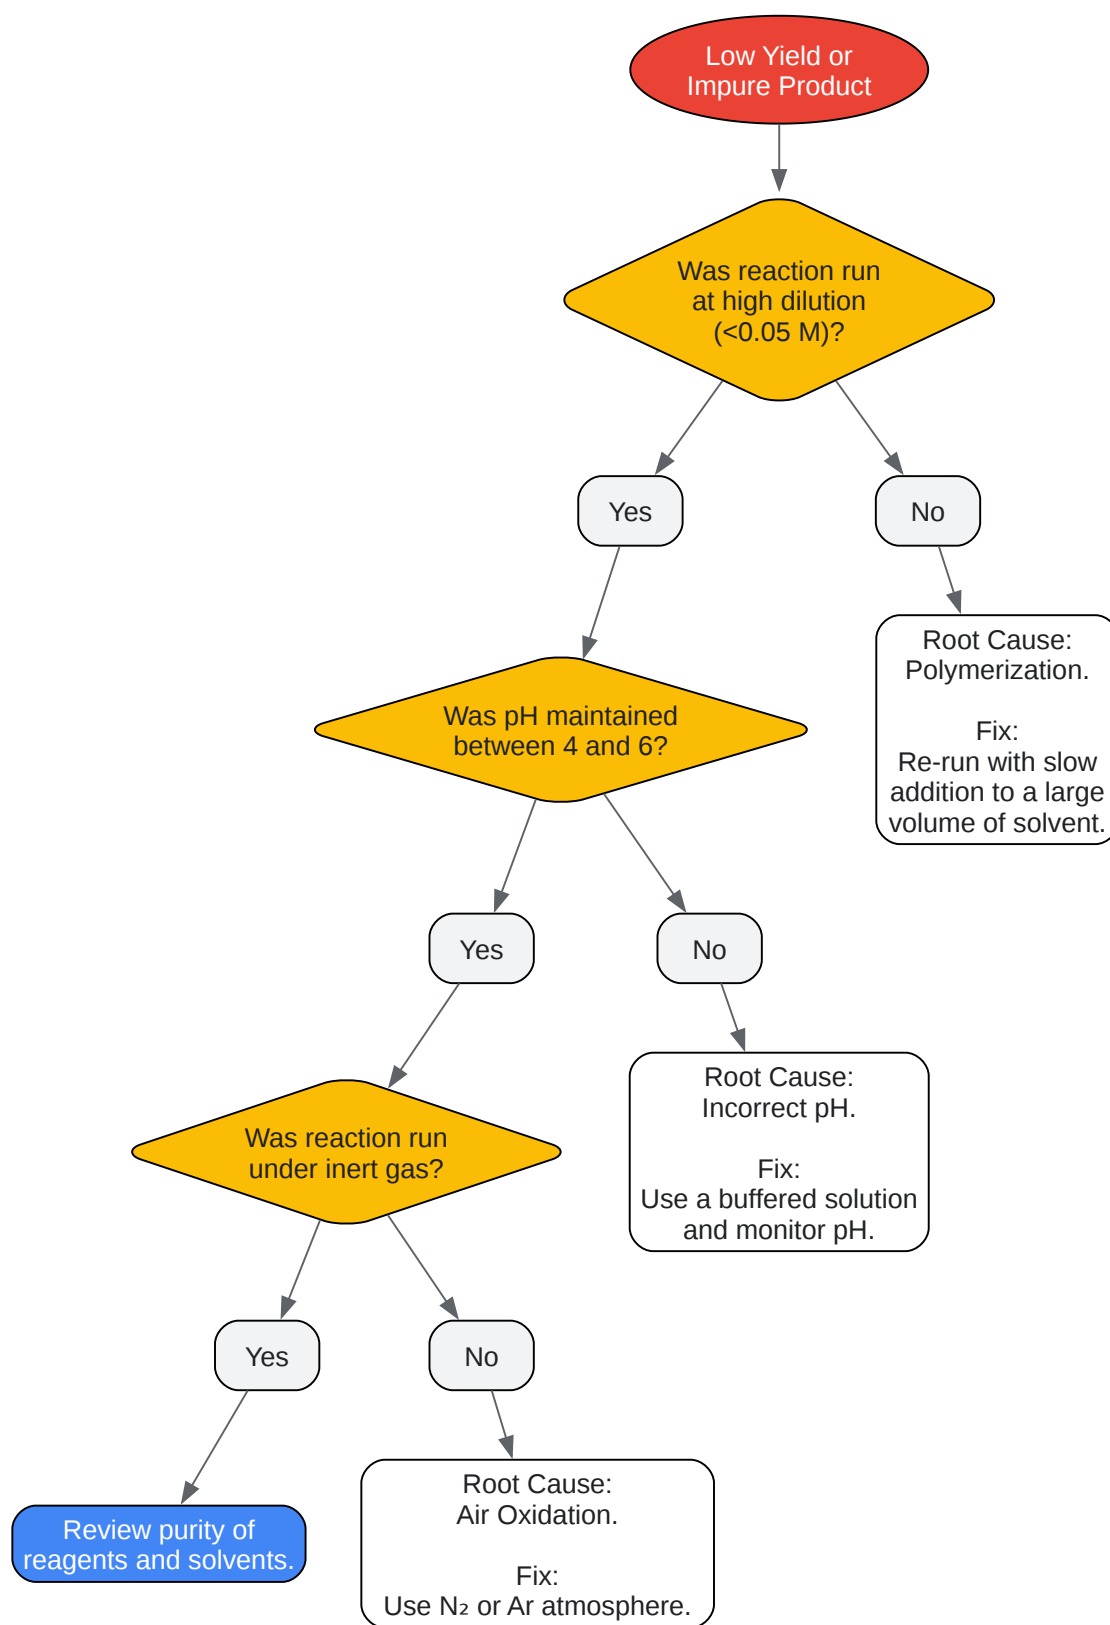 Low Yield or
Impure Product
Was reaction run
at high dilution
(<0.05 M)?
Yes
No
Root Cause:
Polymerization.
Fix:
Re-run with slow
addition to a large
volume of solvent.
Was pH maintained
between 4 and 6?
Yes
No
Root Cause:
Incorrect pH.
Fix:
Use a buffered solution
and monitor pH.
Was reaction run
under inert gas?
Yes
No
Root Cause:
Air Oxidation.
Fix:
Use N₂ or Ar atmosphere.
Review purity of
reagents and solvents.